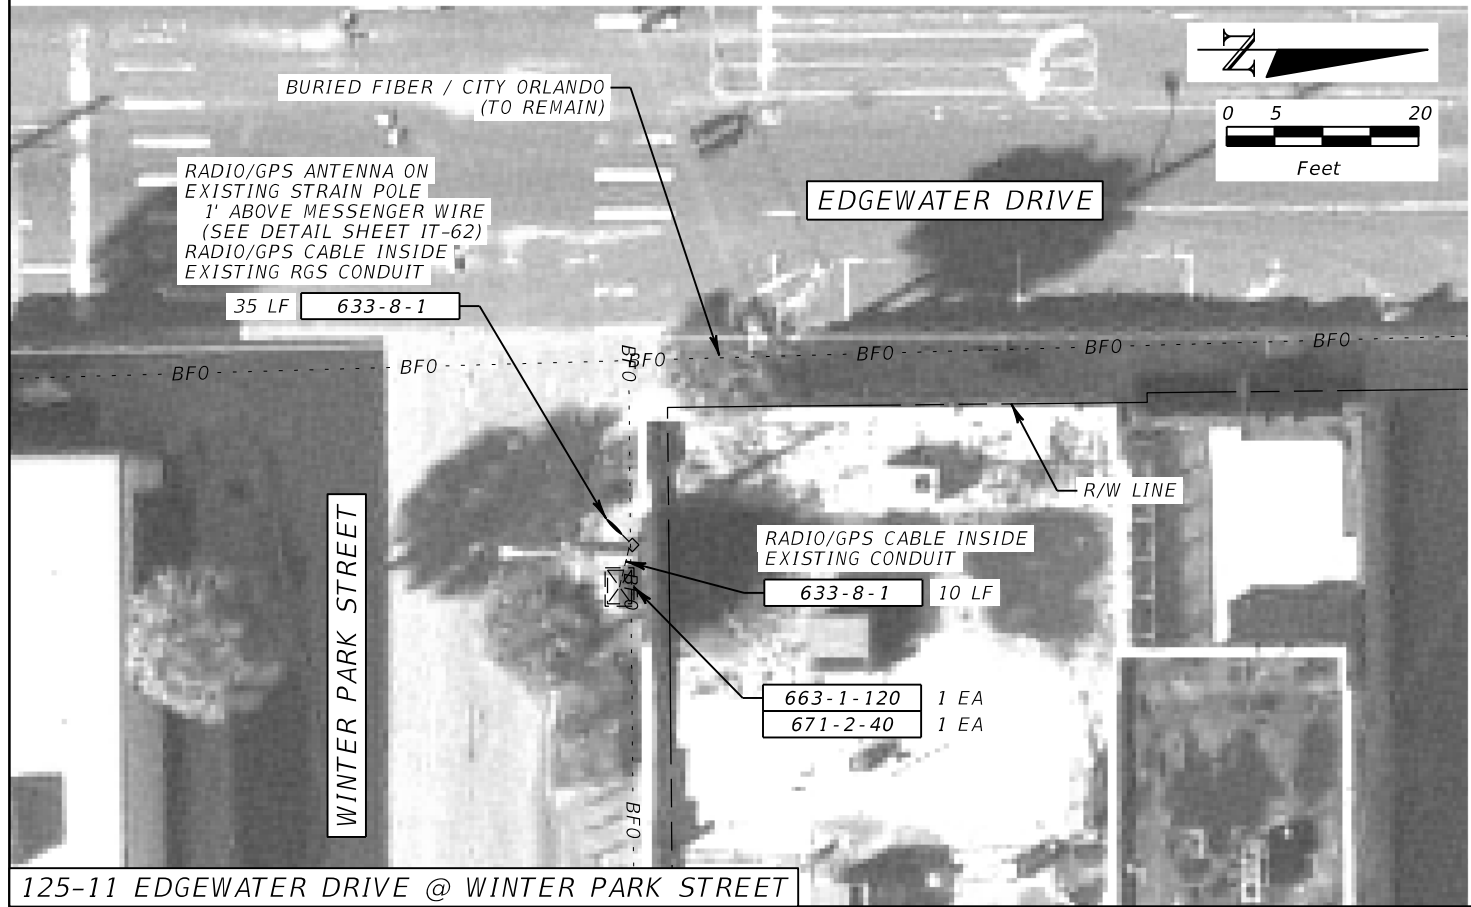 BURIED FIBER / CITY ORLANDO
(TO REMAIN)
N
0 5 20
Feet
RADIO/GPS ANTENNA ON
EXISTING STRAIN POLE
1' ABOVE MESSENGER WIRE
(SEE DETAIL SHEET IT-62)
RADIO/GPS CABLE INSIDE
EXISTING RGS CONDUIT
35 LF 633-8-1
EDGEWATER DRIVE
BFO BFO BFO BFO BFO BFO
BFO
R/W LINE
WINTER PARK STREET
RADIO/GPS CABLE INSIDE
EXISTING CONDUIT
633-8-1 10 LF
BFO
663-1-120 1 EA
671-2-40 1 EA
BFO
125-11 EDGEWATER DRIVE @ WINTER PARK STREET